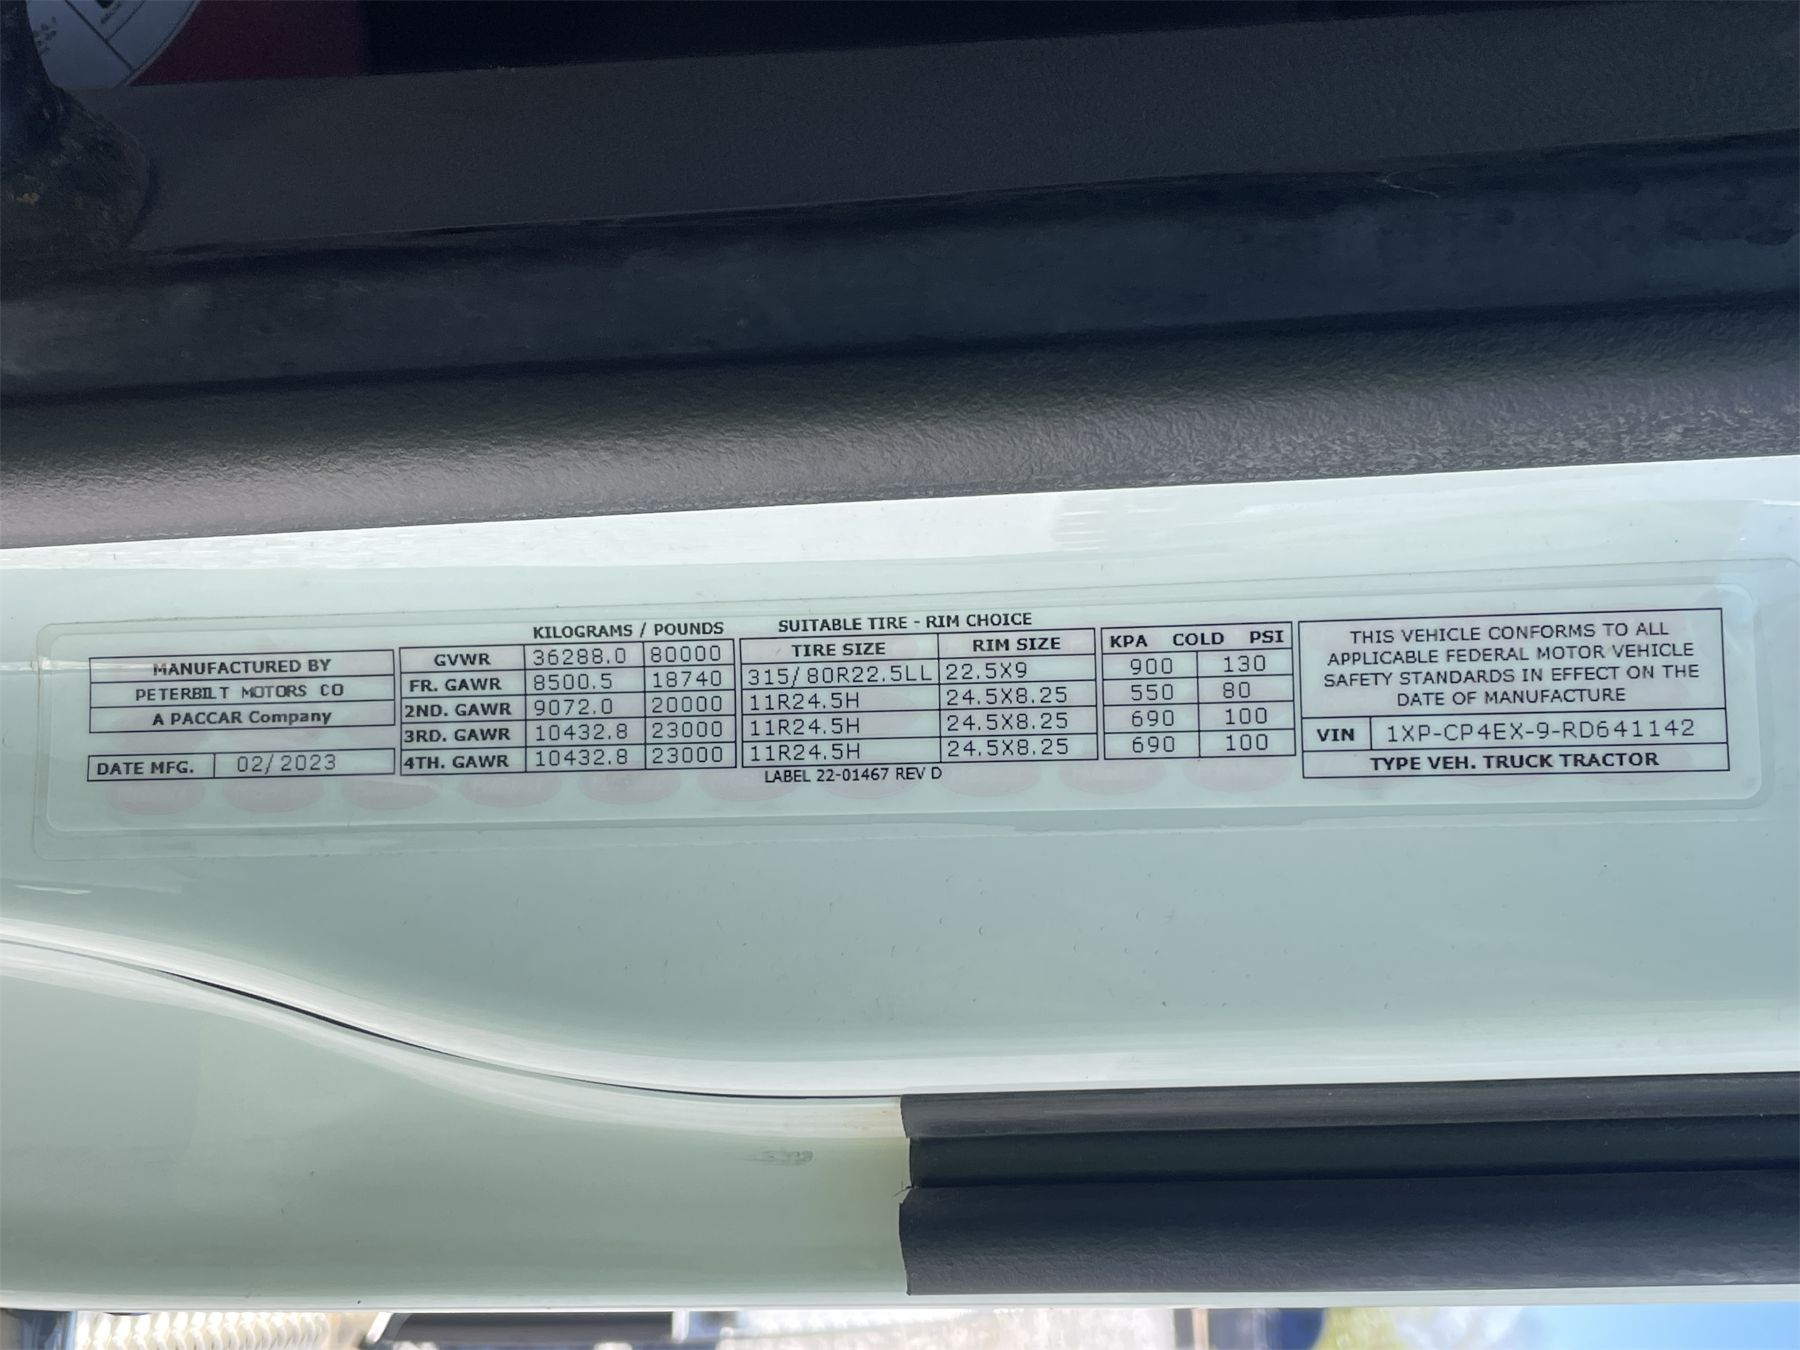 KILOGRAMS / POUNDS
SUITABLE TIRE - RIM CHOICE
MANUFACTURED BY
PETERBILT MOTORS CO
A PACCAR Company
DATE MFG. 02/2023
GVWR 36288.0 80000
FR. GAWR 8500.5 18740
2ND. GAWR 9072.0 20000
3RD. GAWR 10432.8 23000
4TH. GAWR 10432.8 23000
TIRE SIZE RIM SIZE
315/80R22.5LL 22.5X9
11R24.5H 24.5X8.25
11R24.5H 24.5X8.25
11R24.5H 24.5X8.25
LABEL 22-01467 REV D
KPA COLD PSI
900 130
550 80
690 100
690 100
THIS VEHICLE CONFORMS TO ALL
APPLICABLE FEDERAL MOTOR VEHICLE
SAFETY STANDARDS IN EFFECT ON THE
DATE OF MANUFACTURE
VIN 1XP-CP4EX-9-RD641142
TYPE VEH. TRUCK TRACTOR